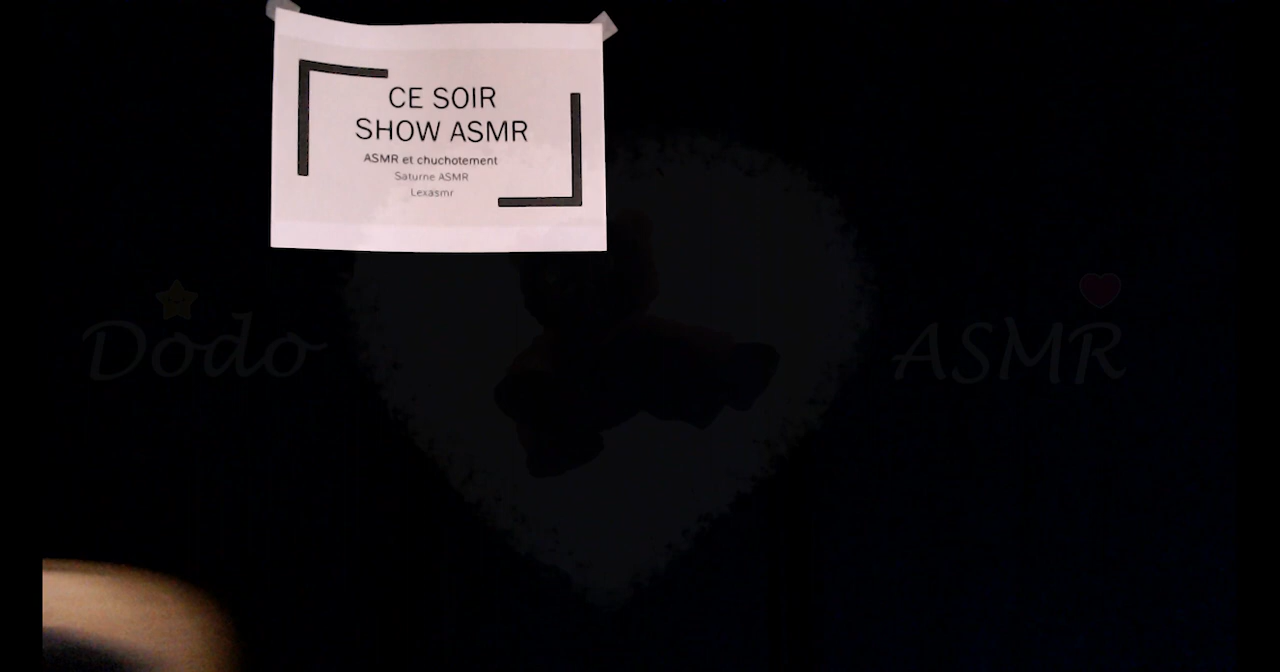 CE SOIR
SHOW ASMR
ASMR et chuchotement
Saturne ASMR
Lexasmr
Dodo ASMR